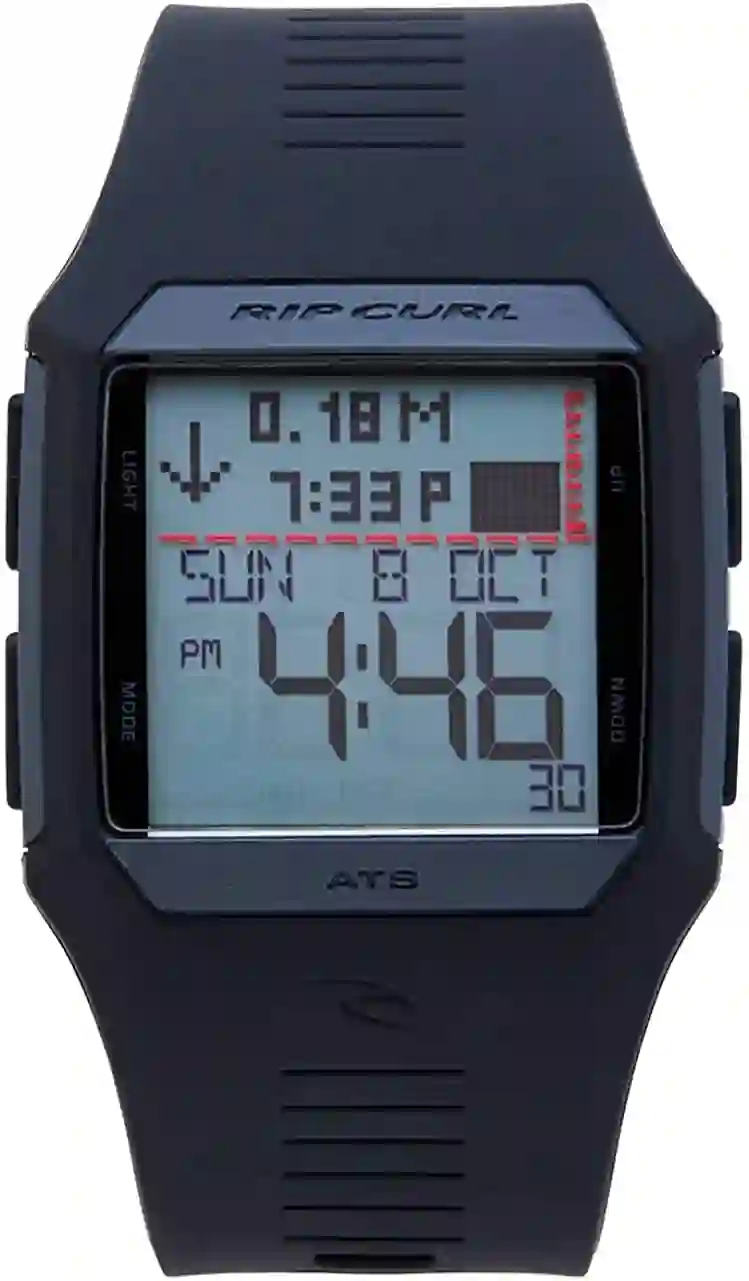 RIP CURL
0.18 M
7:33 P
LIGHT
UP
SUN 8 OCT
PM 4:46
MODE
DOWN
30
ATS